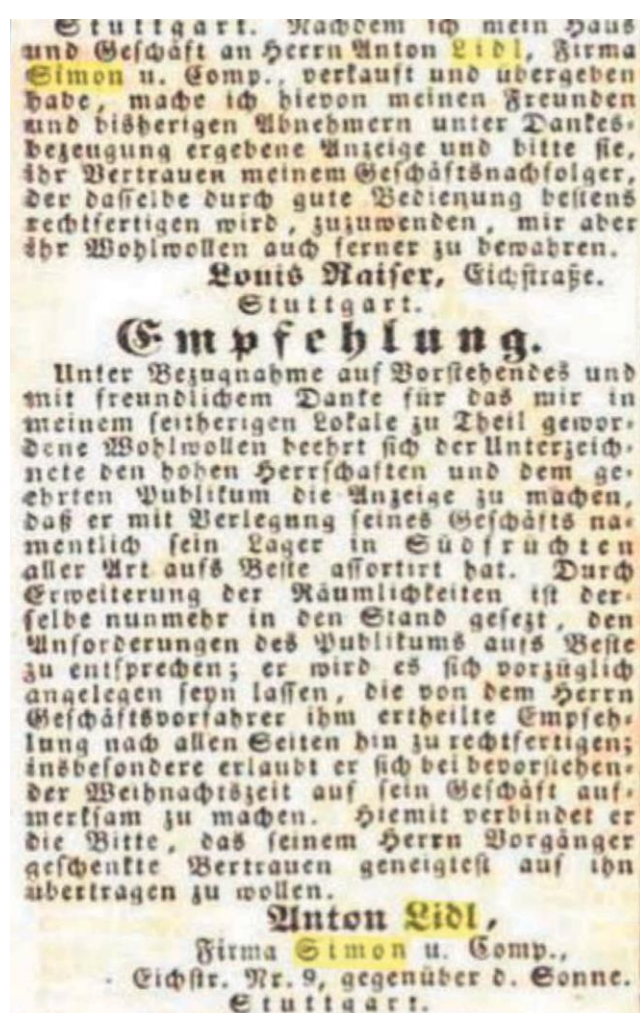 Stuttgart. Nachdem ich mein Haus
und Geschäft an Herrn Anton Lidl, Firma
Simon u. Comp., verkauft und übergeben
habe, mache ich hievon meinen Freunden
und bisherigen Abnehmern unter Dankes-
bezeugung ergebene Anzeige und bitte sie,
ihr Vertrauen meinem Geschäftsnachfolger,
der dasselbe durch gute Bedienung bestens
rechtfertigen wird, zuzuwenden, mir aber
ihr Wohlwollen auch ferner zu bewahren.
Louis Kaiser, Eichstraße.
Stuttgart.
Empfehlung.
Unter Bezugnahme auf Vorstehendes und
mit freundlichem Danke für das mir in
meinem seitherigen Lokale zu Theil gewor-
dene Wohlwollen beehrt sich der Unterzeich-
nete den hohen Herrschaften und dem ge-
ehrten Publikum die Anzeige zu machen,
daß er mit Verlegung seines Geschäfts na-
mentlich sein Lager in Südfrüchten
aller Art aufs Beste assortirt hat. Durch
Erweiterung der Räumlichkeiten ist der-
selbe nunmehr in den Stand gesezt, den
Anforderungen des Publikums aufs Beste
zu entsprechen; er wird es sich vorzüglich
angelegen seyn lassen, die von dem Herrn
Geschäftsvorfahrer ihm ertheilte Empfeh-
lung nach allen Seiten hin zu rechtfertigen;
insbesondere erlaubt er sich bei bevorstehen-
der Weihnachtszeit auf sein Geschäft auf-
merksam zu machen. Hiemit verbindet er
die Bitte, das seinem Herrn Vorgänger
geschenkte Vertrauen geneigtest auf ihn
übertragen zu wollen.
Anton Lidl,
Firma Simon u. Comp.,
Eichstr. Nr. 9, gegenüber d. Sonne.
Stuttgart.